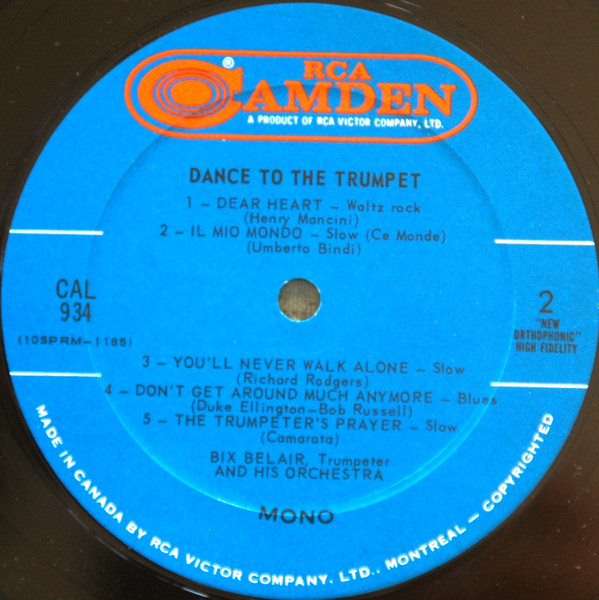 ®
RCA
CAMDEN
A PRODUCT OF RCA VICTOR COMPANY, LTD.
DANCE TO THE TRUMPET
1 – DEAR HEART – Waltz rock
(Henry Mancini)
2 – IL MIO MONDO – Slow (Ce Monde)
(Umberto Bindi)
CAL
934
(10SPRM–1185)
2
"NEW
ORTHOPHONIC"
HIGH FIDELITY
3 – YOU'LL NEVER WALK ALONE – Slow
(Richard Rodgers)
4 – DON'T GET AROUND MUCH ANYMORE – Blues
(Duke Ellington–Bob Russell)
5 – THE TRUMPETER'S PRAYER – Slow
(Camarata)
BIX BELAIR, Trumpeter
AND HIS ORCHESTRA
MONO
MADE IN CANADA BY RCA VICTOR COMPANY, LTD., MONTREAL – COPYRIGHTED